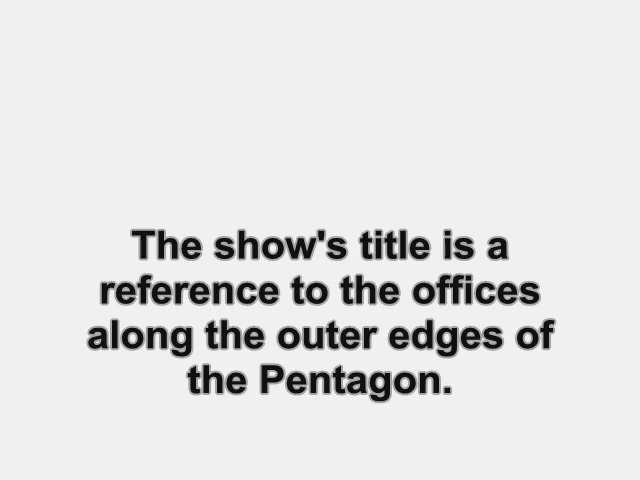 The show's title is a
reference to the offices
along the outer edges of
the Pentagon.